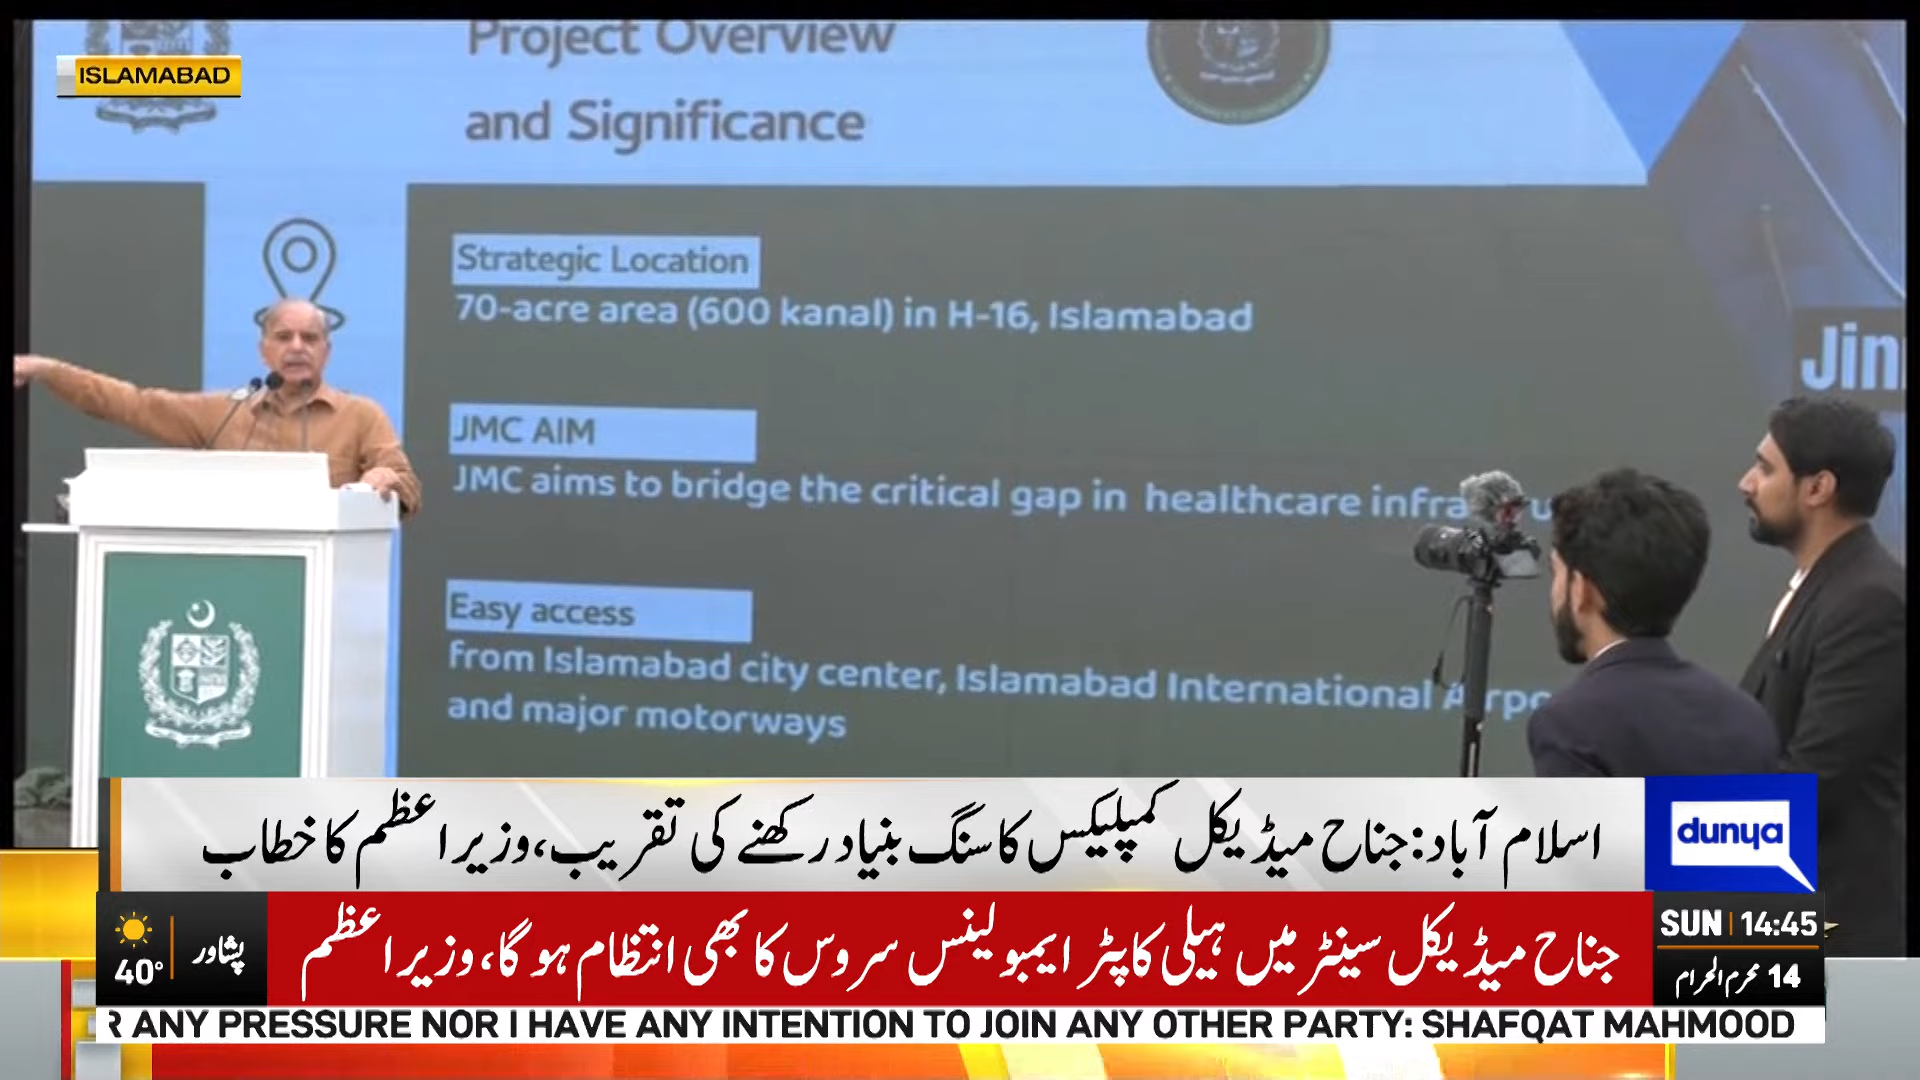 Project Overview
and Significance
ISLAMABAD
Strategic Location
70-acre area (600 kanal) in H-16, Islamabad
Jin
JMC AIM
JMC aims to bridge the critical gap in healthcare infra
Easy access
from Islamabad city center, Islamabad International
and major motorways
اسلام آباد: جناح میڈیکل کمپلیکس کا سنگ بنیاد رکھنے کی تقریب، وزیراعظم کا خطاب
dunya
جناح میڈیکل سینٹر میں ہیلی کاپٹر ایمبولینس سروس کا بھی انتظام ہو گا، وزیراعظم
پشاور
40°
SUN 14:45
14 محرم الحرام
ANY PRESSURE NOR I HAVE ANY INTENTION TO JOIN ANY OTHER PARTY: SHAFQAT MAHMOOD